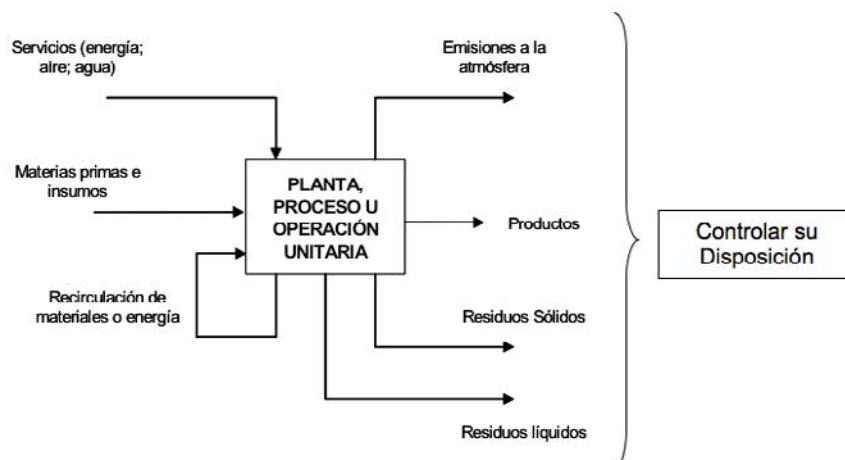 Servicios (energía;
aire; agua)
Emisiones a la
atmósfera
Materias primas e
insumos
PLANTA,
PROCESO U
OPERACIÓN
UNITARIA
Productos
Controlar su
Disposición
Recirculación de
materiales o energía
Residuos Sólidos
Residuos líquidos